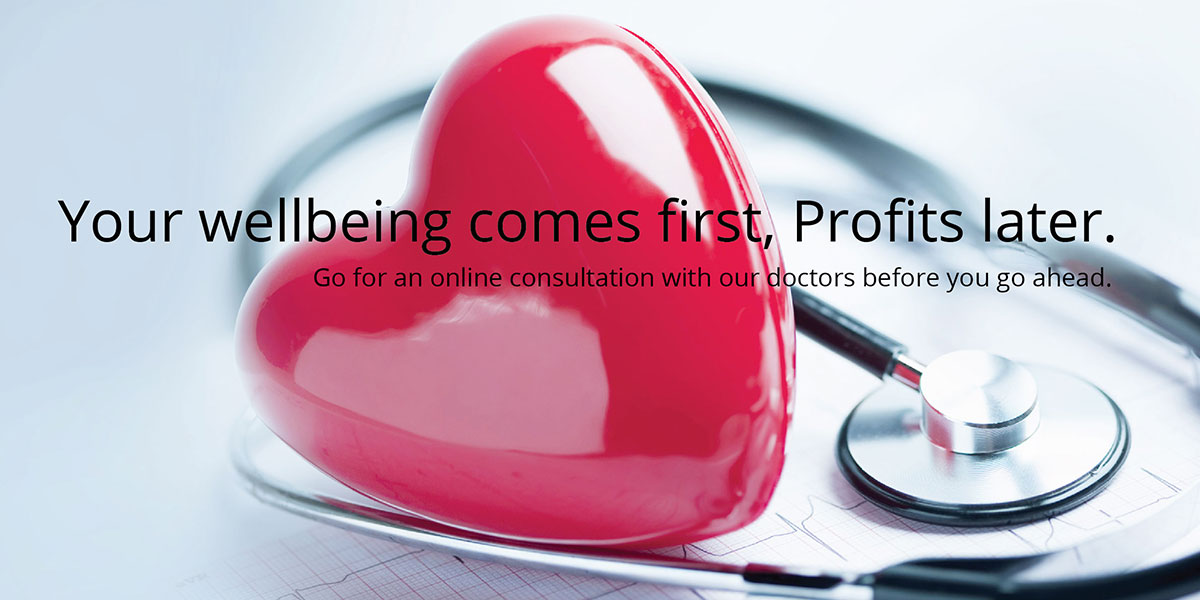 Your wellbeing comes first, Profits later.
Go for an online consultation with our doctors before you go ahead.